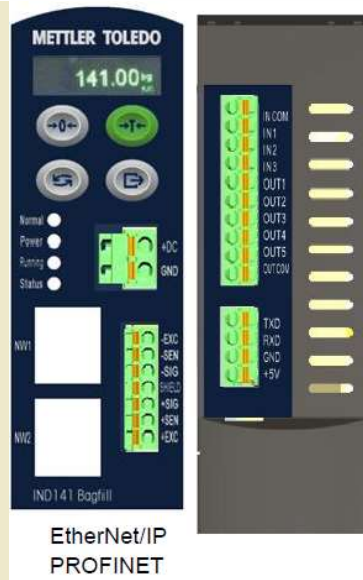 METTLER TOLEDO
141.00 kg
→0← →T←
Normal
Power
Running
Status
+DC
GND
NW1
NW2
-EXC
-SEN
-SIG
SHIELD
+SIG
+SEN
+EXC
IND141 Bagfill
IN COM
IN1
IN2
IN3
OUT1
OUT2
OUT3
OUT4
OUT5
OUT COM
TXD
RXD
GND
+5V
EtherNet/IP
PROFINET